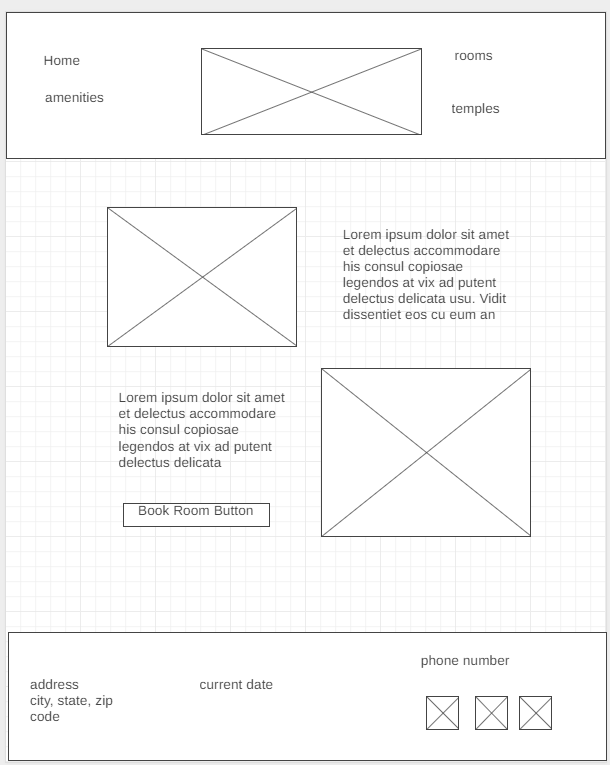 Home
amenities
rooms
temples
Lorem ipsum dolor sit amet
et delectus accommodare
his consul copiosae
legendos at vix ad putent
delectus delicata usu. Vidit
dissentiet eos cu eum an
Lorem ipsum dolor sit amet
et delectus accommodare
his consul copiosae
legendos at vix ad putent
delectus delicata
Book Room Button
address
city, state, zip
code
current date
phone number